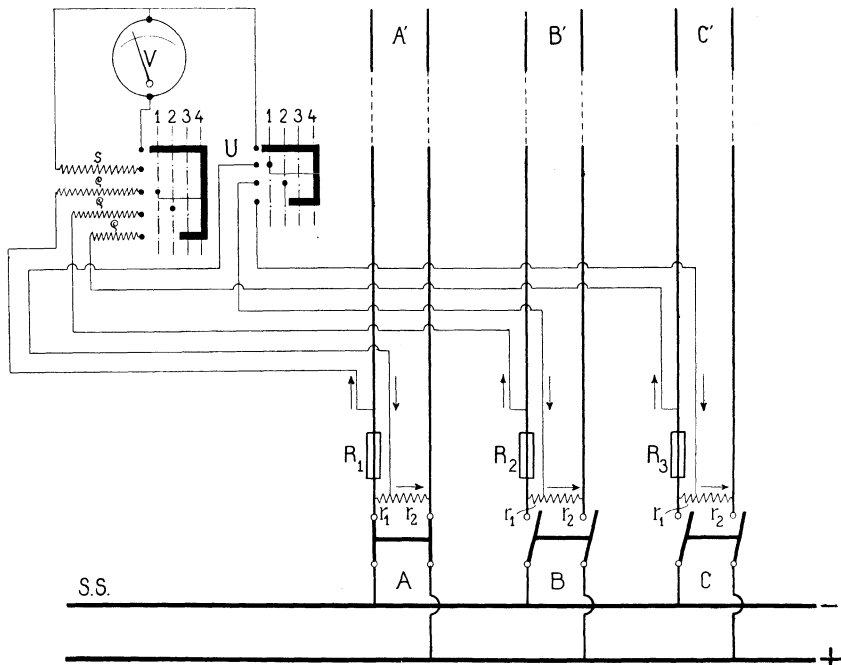 A' B' C'
V
1 2 3 4
U
1 2 3 4
S
ρ
ρ
ρ
R₁ R₂ R₃
r₁ r₂ r₁ r₂ r₁ r₂
S.S. A B C
−
+